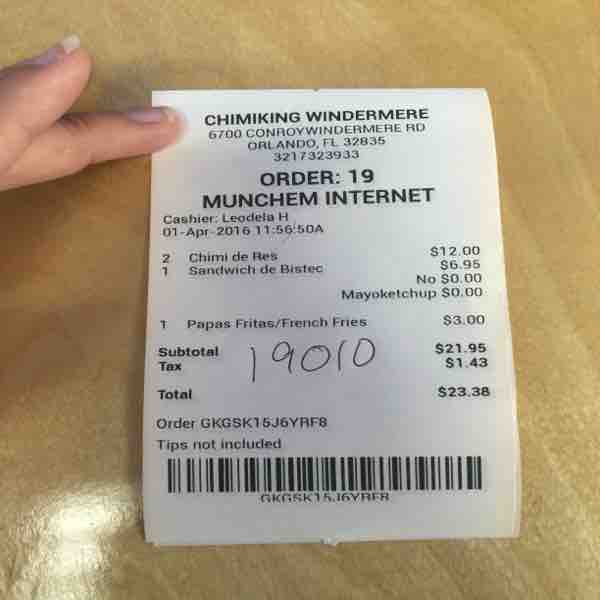 CHIMIKING WINDERMERE
6700 CONROYWINDERMERE RD
ORLANDO, FL 32835
3217323933
ORDER: 19
MUNCHEM INTERNET
Cashier: Leodela H
01-Apr-2016 11:56:50A
2 Chimi de Res $12.00
1 Sandwich de Bistec $6.95
No $0.00
Mayoketchup $0.00
1 Papas Fritas/French Fries $3.00
Subtotal $21.95
Tax $1.43
19010
Total $23.38
Order GKGSK15J6YRF8
Tips not included
GKGSK15J6YRF8